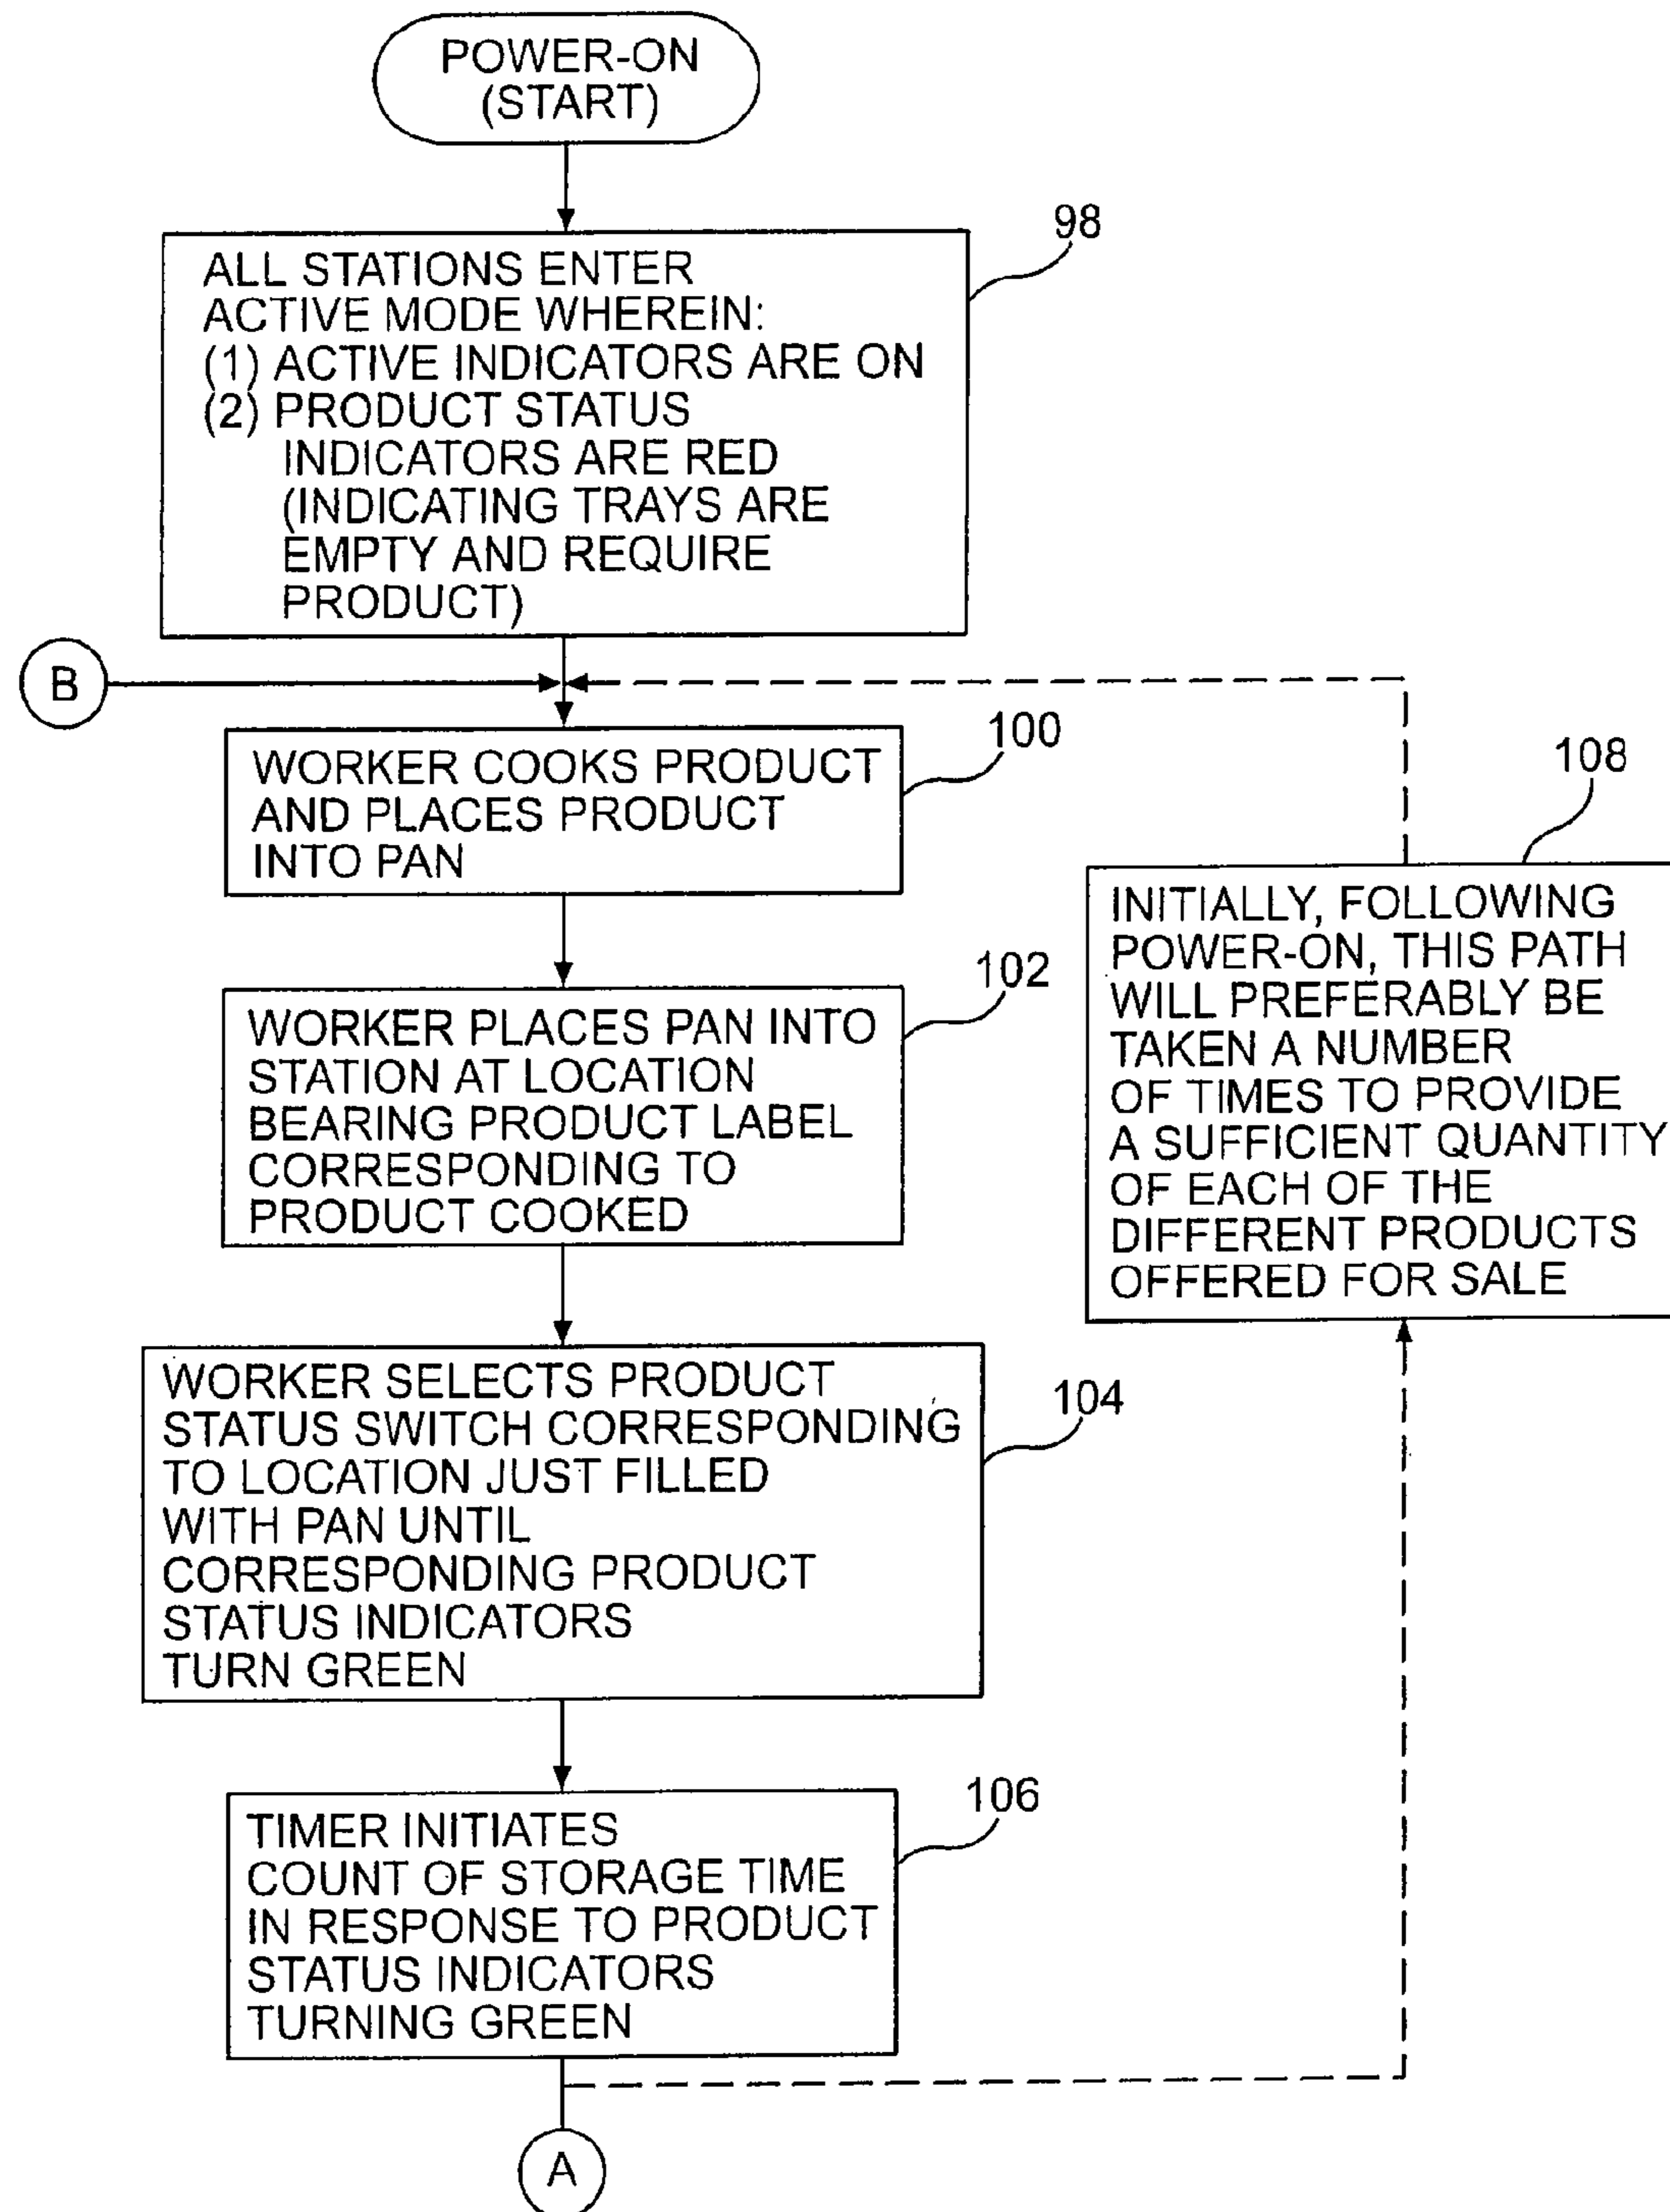 POWER-ON
(START)
98
ALL STATIONS ENTER
ACTIVE MODE WHEREIN:
(1) ACTIVE INDICATORS ARE ON
(2) PRODUCT STATUS
INDICATORS ARE RED
(INDICATING TRAYS ARE
EMPTY AND REQUIRE
PRODUCT)
B
100
WORKER COOKS PRODUCT
AND PLACES PRODUCT
INTO PAN
102
WORKER PLACES PAN INTO
STATION AT LOCATION
BEARING PRODUCT LABEL
CORRESPONDING TO
PRODUCT COOKED
104
WORKER SELECTS PRODUCT
STATUS SWITCH CORRESPONDING
TO LOCATION JUST FILLED
WITH PAN UNTIL
CORRESPONDING PRODUCT
STATUS INDICATORS
TURN GREEN
106
TIMER INITIATES
COUNT OF STORAGE TIME
IN RESPONSE TO PRODUCT
STATUS INDICATORS
TURNING GREEN
A
108
INITIALLY, FOLLOWING
POWER-ON, THIS PATH
WILL PREFERABLY BE
TAKEN A NUMBER
OF TIMES TO PROVIDE
A SUFFICIENT QUANTITY
OF EACH OF THE
DIFFERENT PRODUCTS
OFFERED FOR SALE